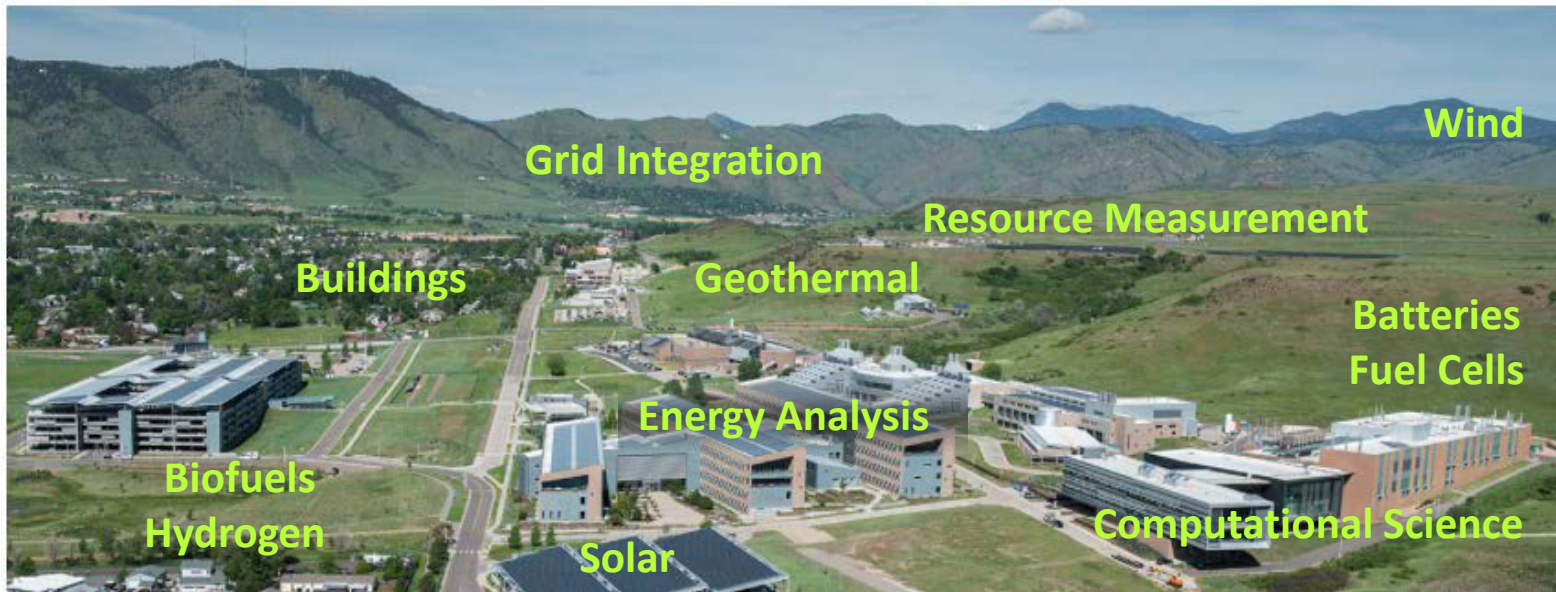 Wind
Grid Integration
Resource Measurement
Buildings
Geothermal
Batteries
Fuel Cells
Energy Analysis
Biofuels
Hydrogen
Computational Science
Solar